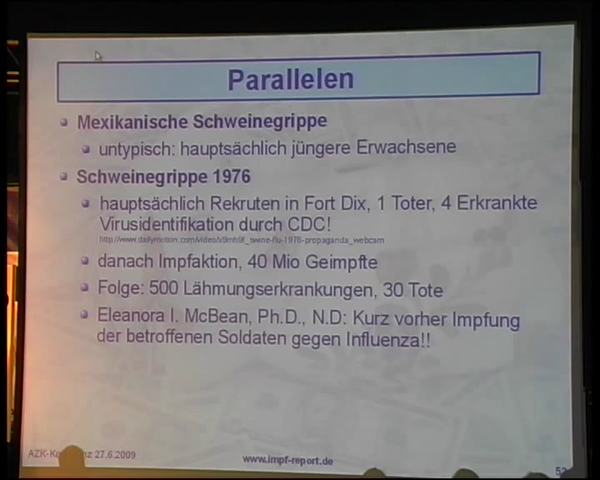 Parallelen
Mexikanische Schweinegrippe
untypisch: hauptsächlich jüngere Erwachsene
Schweinegrippe 1976
hauptsächlich Rekruten in Fort Dix, 1 Toter, 4 Erkrankte
Virusidentifikation durch CDC!
danach Impfaktion, 40 Mio Geimpfte
Folge: 500 Lähmungserkrankungen, 30 Tote
Eleanora I. McBean, Ph.D., N.D: Kurz vorher Impfung
der betroffenen Soldaten gegen Influenza!!
27.6.2009
www.impf-report.de